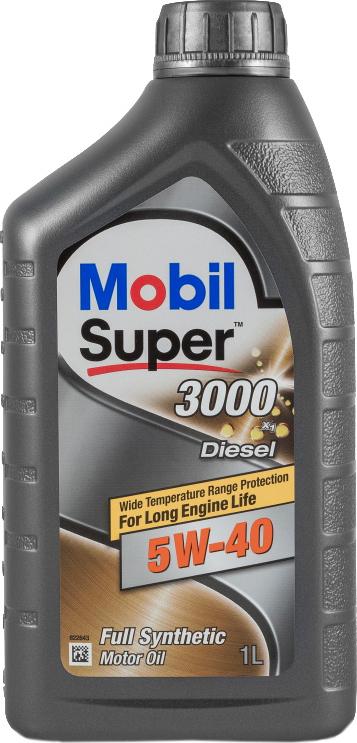 Mobil
Super™
3000
X1
Diesel
Wide Temperature Range Protection
For Long Engine Life
5W-40
822843
Full Synthetic
Motor Oil
1L